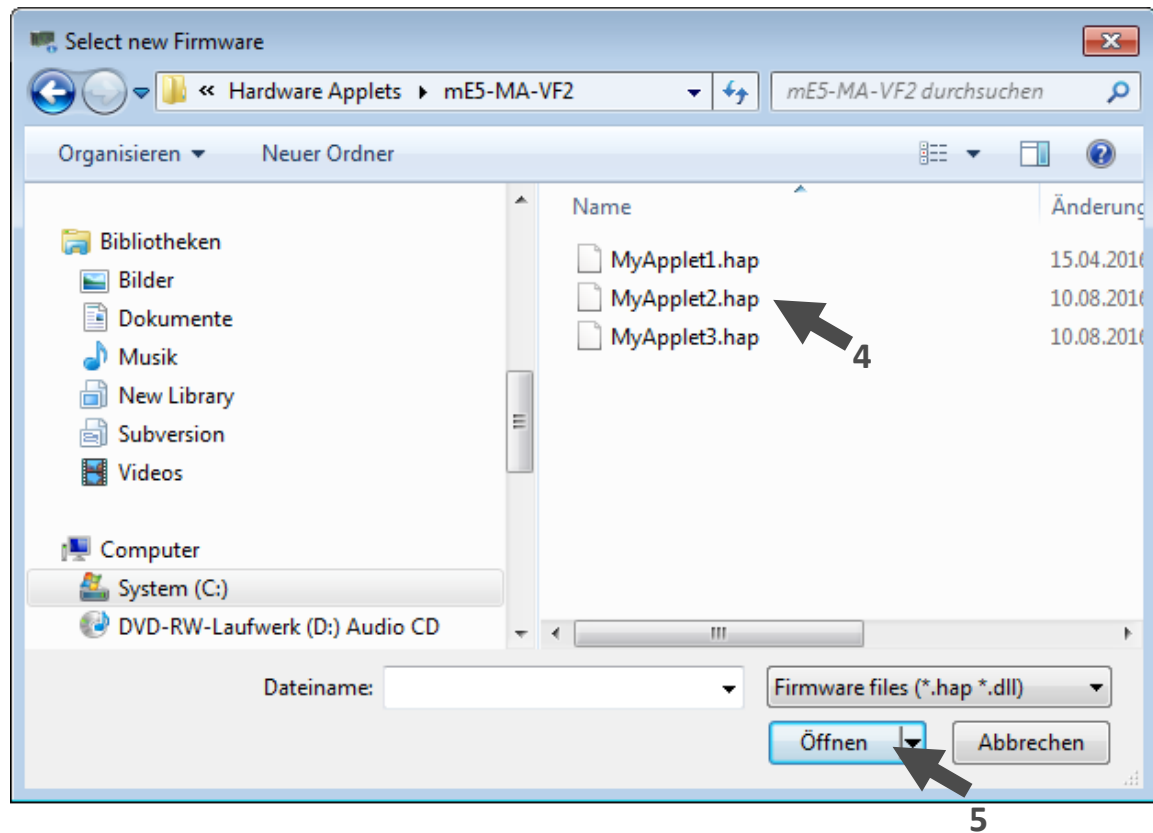 Select new Firmware
« Hardware Applets ▸ mE5-MA-VF2
mE5-MA-VF2 durchsuchen
Organisieren Neuer Ordner
Name Änderung
Bibliotheken
Bilder
Dokumente
Musik
New Library
Subversion
Videos
Computer
System (C:)
DVD-RW-Laufwerk (D:) Audio CD
MyApplet1.hap 15.04.2016
MyApplet2.hap 10.08.2016
MyApplet3.hap 10.08.2016
4
Dateiname:
Firmware files (*.hap *.dll)
Öffnen Abbrechen
5